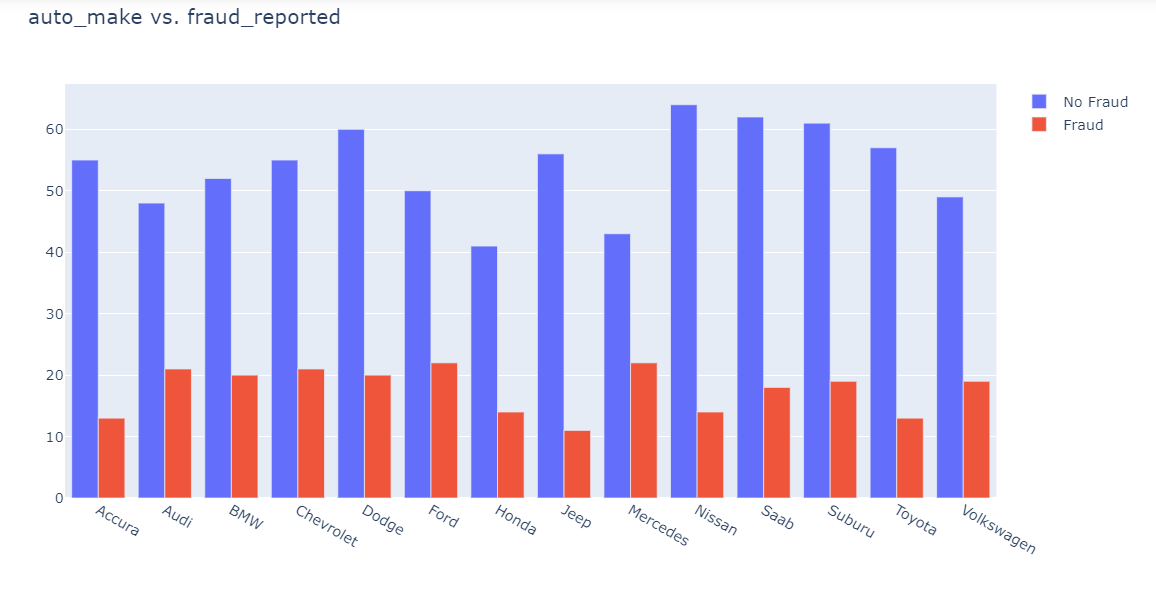 auto_make vs. fraud_reported
No Fraud
Fraud
60
50
40
30
20
10
0
Accura
Audi
BMW
Chevrolet
Dodge
Ford
Honda
Jeep
Mercedes
Nissan
Saab
Suburu
Toyota
Volkswagen